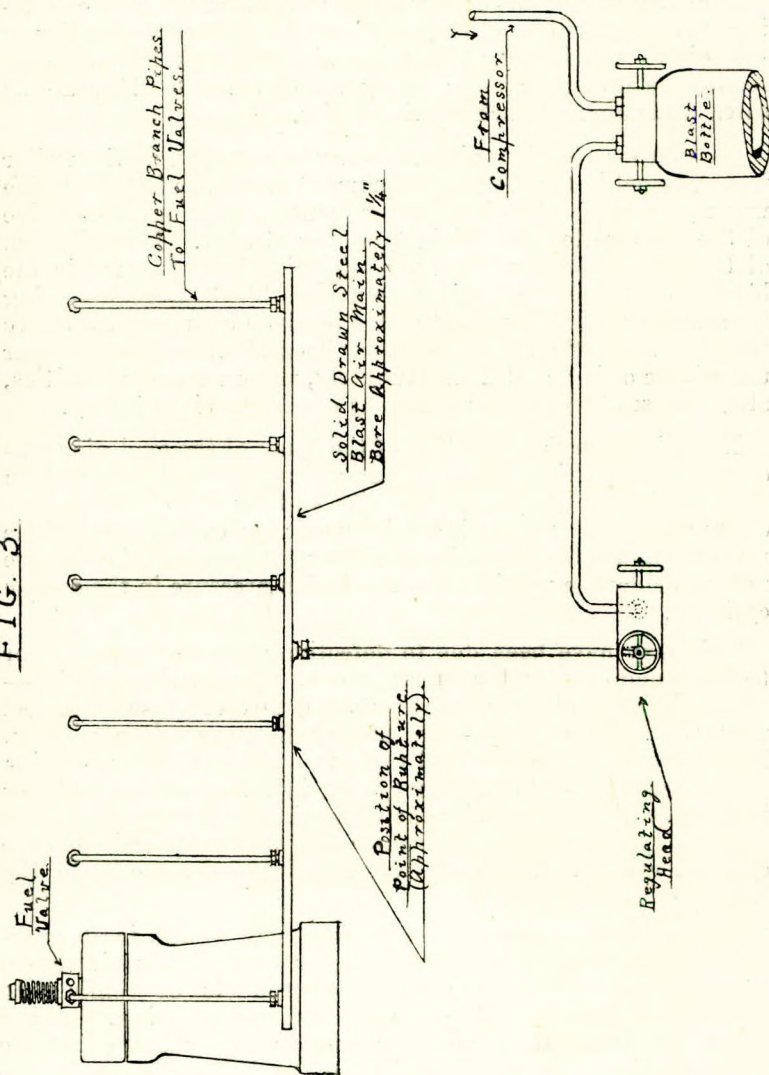 FIG. 3.
Fuel
Valve
Copper Branch Pipes
To Fuel Valves.
Solid Drawn Steel
Blast Air Main
Bore Approximately 1¼"
Position of
Point of Rupture
(Approximately).
Regulating
Head
From
Compressor
Blast
Bottle.